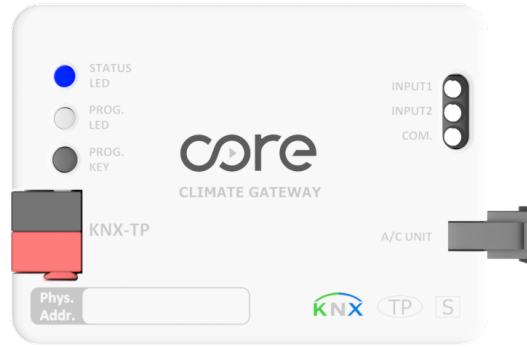 STATUS
LED
PROG.
LED
PROG.
KEY
INPUT1
INPUT2
COM.
core
CLIMATE GATEWAY
KNX-TP
A/C UNIT
Phys.
Addr.
KNX
TP
S